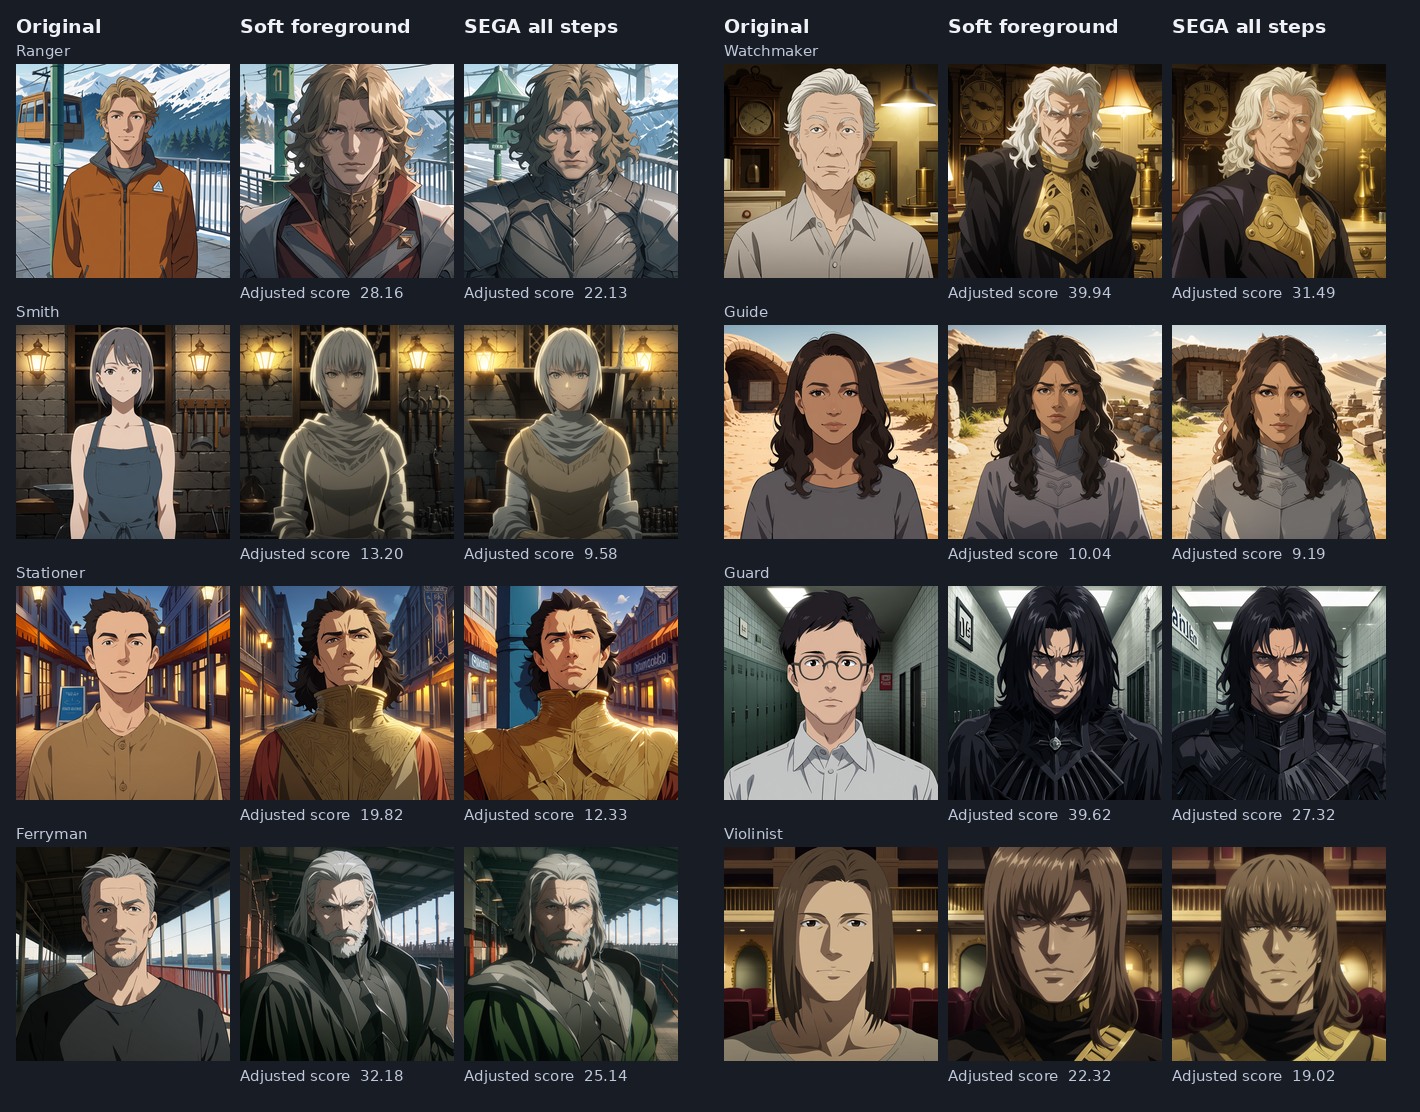 Original Soft foreground SEGA all steps Original Soft foreground SEGA all steps
Ranger Watchmaker
Adjusted score 28.16 Adjusted score 22.13 Adjusted score 39.94 Adjusted score 31.49
Smith Guide
Adjusted score 13.20 Adjusted score 9.58 Adjusted score 10.04 Adjusted score 9.19
Stationer Guard
Adjusted score 19.82 Adjusted score 12.33 Adjusted score 39.62 Adjusted score 27.32
Ferryman Violinist
Adjusted score 32.18 Adjusted score 25.14 Adjusted score 22.32 Adjusted score 19.02